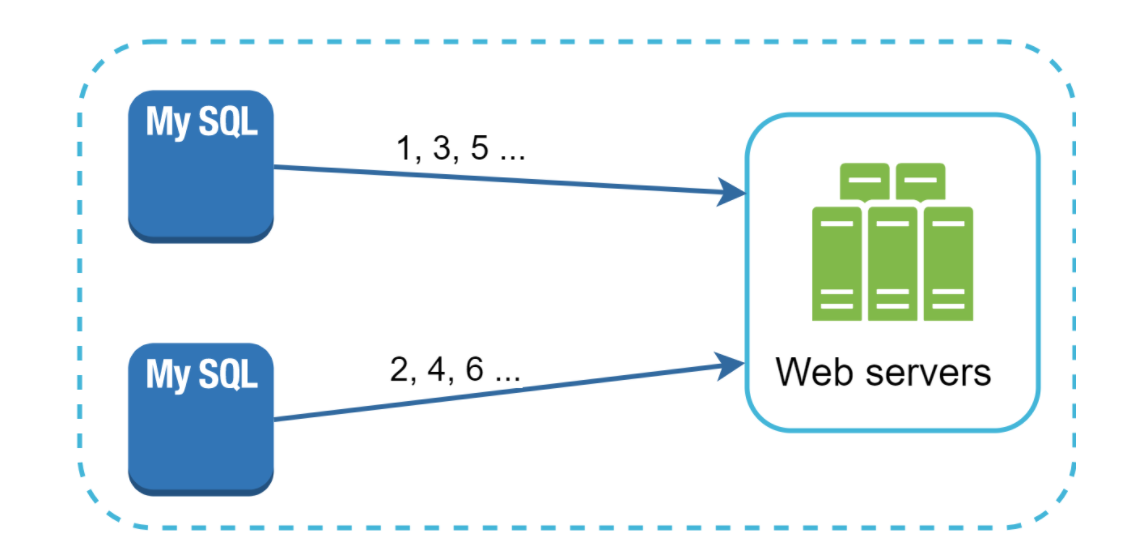 My SQL
1, 3, 5 ...
My SQL
2, 4, 6 ...
Web servers